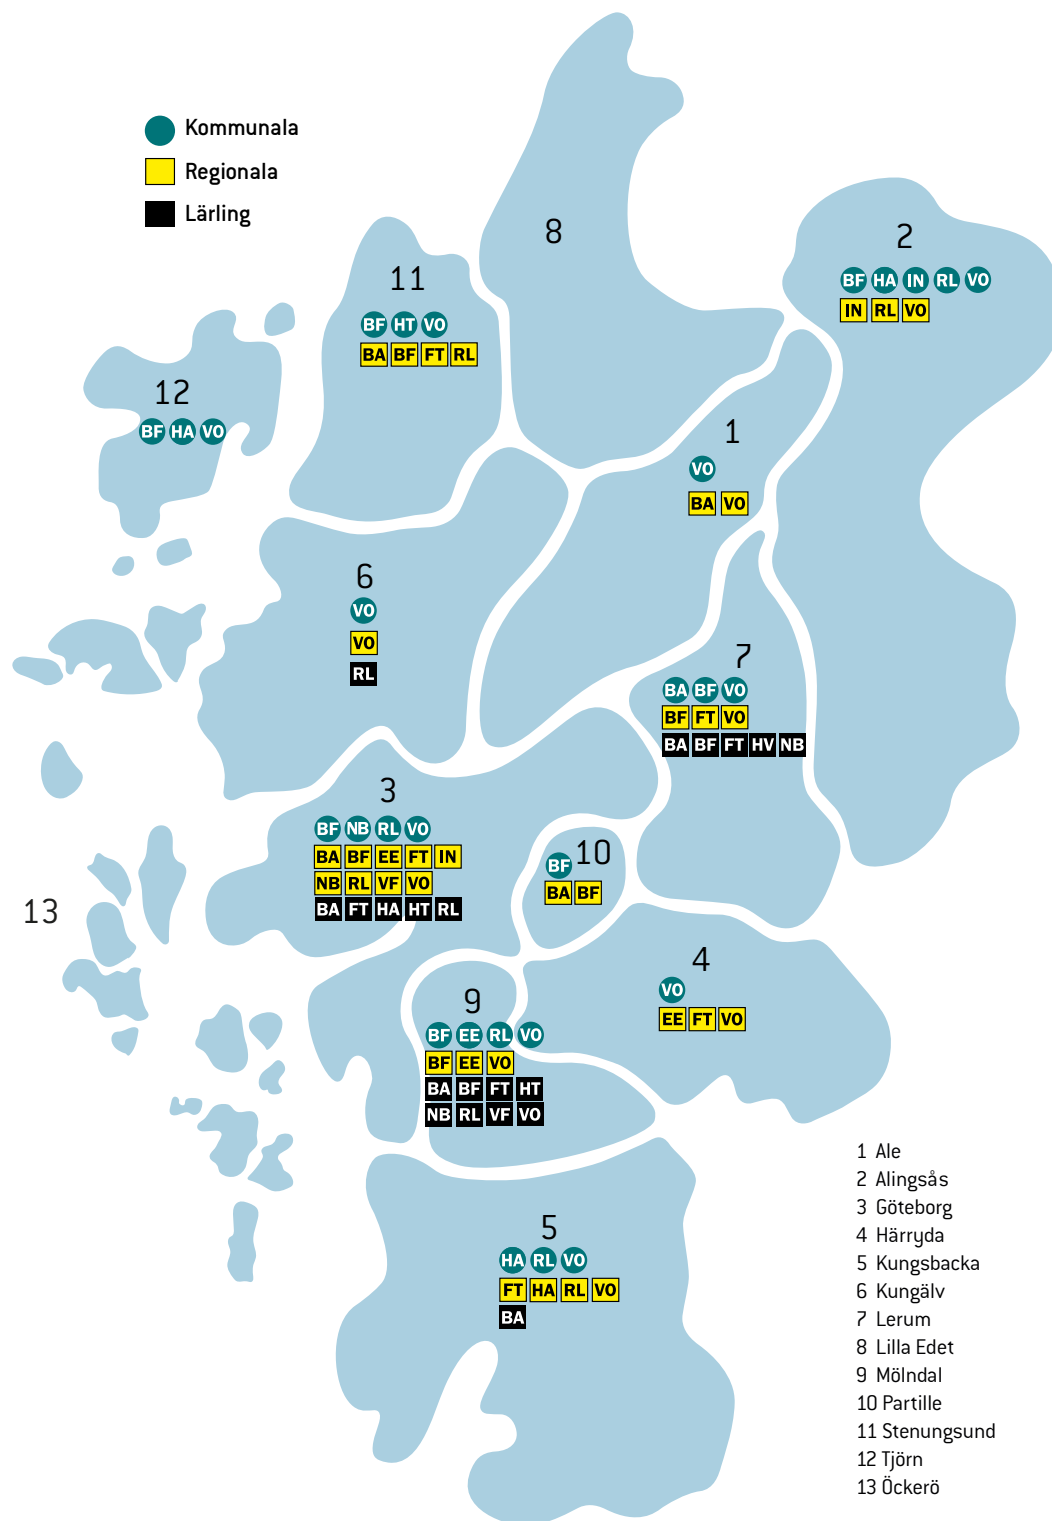 Kommunala
Regionala
Lärling
8
2
BF HA IN RL VO
IN RL VO
11
BF HT VO
BA BF FT RL
12
BF HA VO
1
VO
BA VO
6
VO
VO
RL
7
BA BF VO
BF FT VO
BA BF FT HV NB
3
BF NB RL VO
BA BF EE FT IN
NB RL VF VO
BA FT HA HT RL
10
BF
BA BF
13
4
VO
EE FT VO
9
BF EE RL VO
BF EE VO
BA BF FT HT
NB RL VF VO
5
HA RL VO
FT HA RL VO
BA
1 Ale
2 Alingsås
3 Göteborg
4 Härryda
5 Kungsbacka
6 Kungälv
7 Lerum
8 Lilla Edet
9 Mölndal
10 Partille
11 Stenungsund
12 Tjörn
13 Öckerö